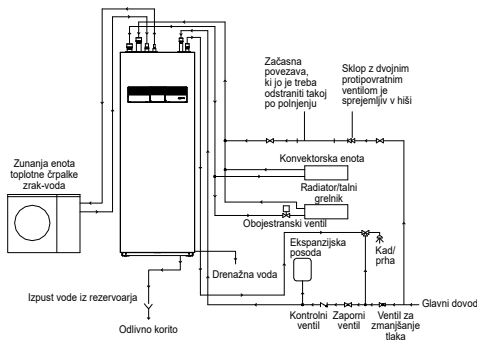 Začasna
povezava,
ki jo je treba
odstraniti takoj
po polnjenju
Sklop z dvojnim
protipovratnim
ventilom je
sprejemljiv v hiši
Zunanja enota
toplotne črpalke
zrak-voda
Konvektorska enota
Radiator/talni
grelnik
Obojestranski ventil
Ekspanzijska
posoda
Kad/
prha
Drenažna voda
Izpust vode iz rezervoarja
Odlivno korito
Kontrolni
ventil
Zaporni
ventil
Ventil za
zmanjšanje
tlaka
Glavni dovod